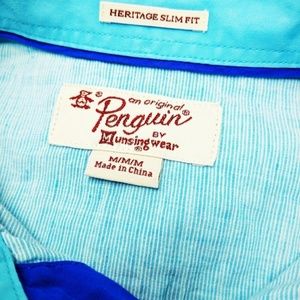 HERITAGE SLIM FIT
an original
Penguin®
BY
Munsingwear
M/M/M
Made in China